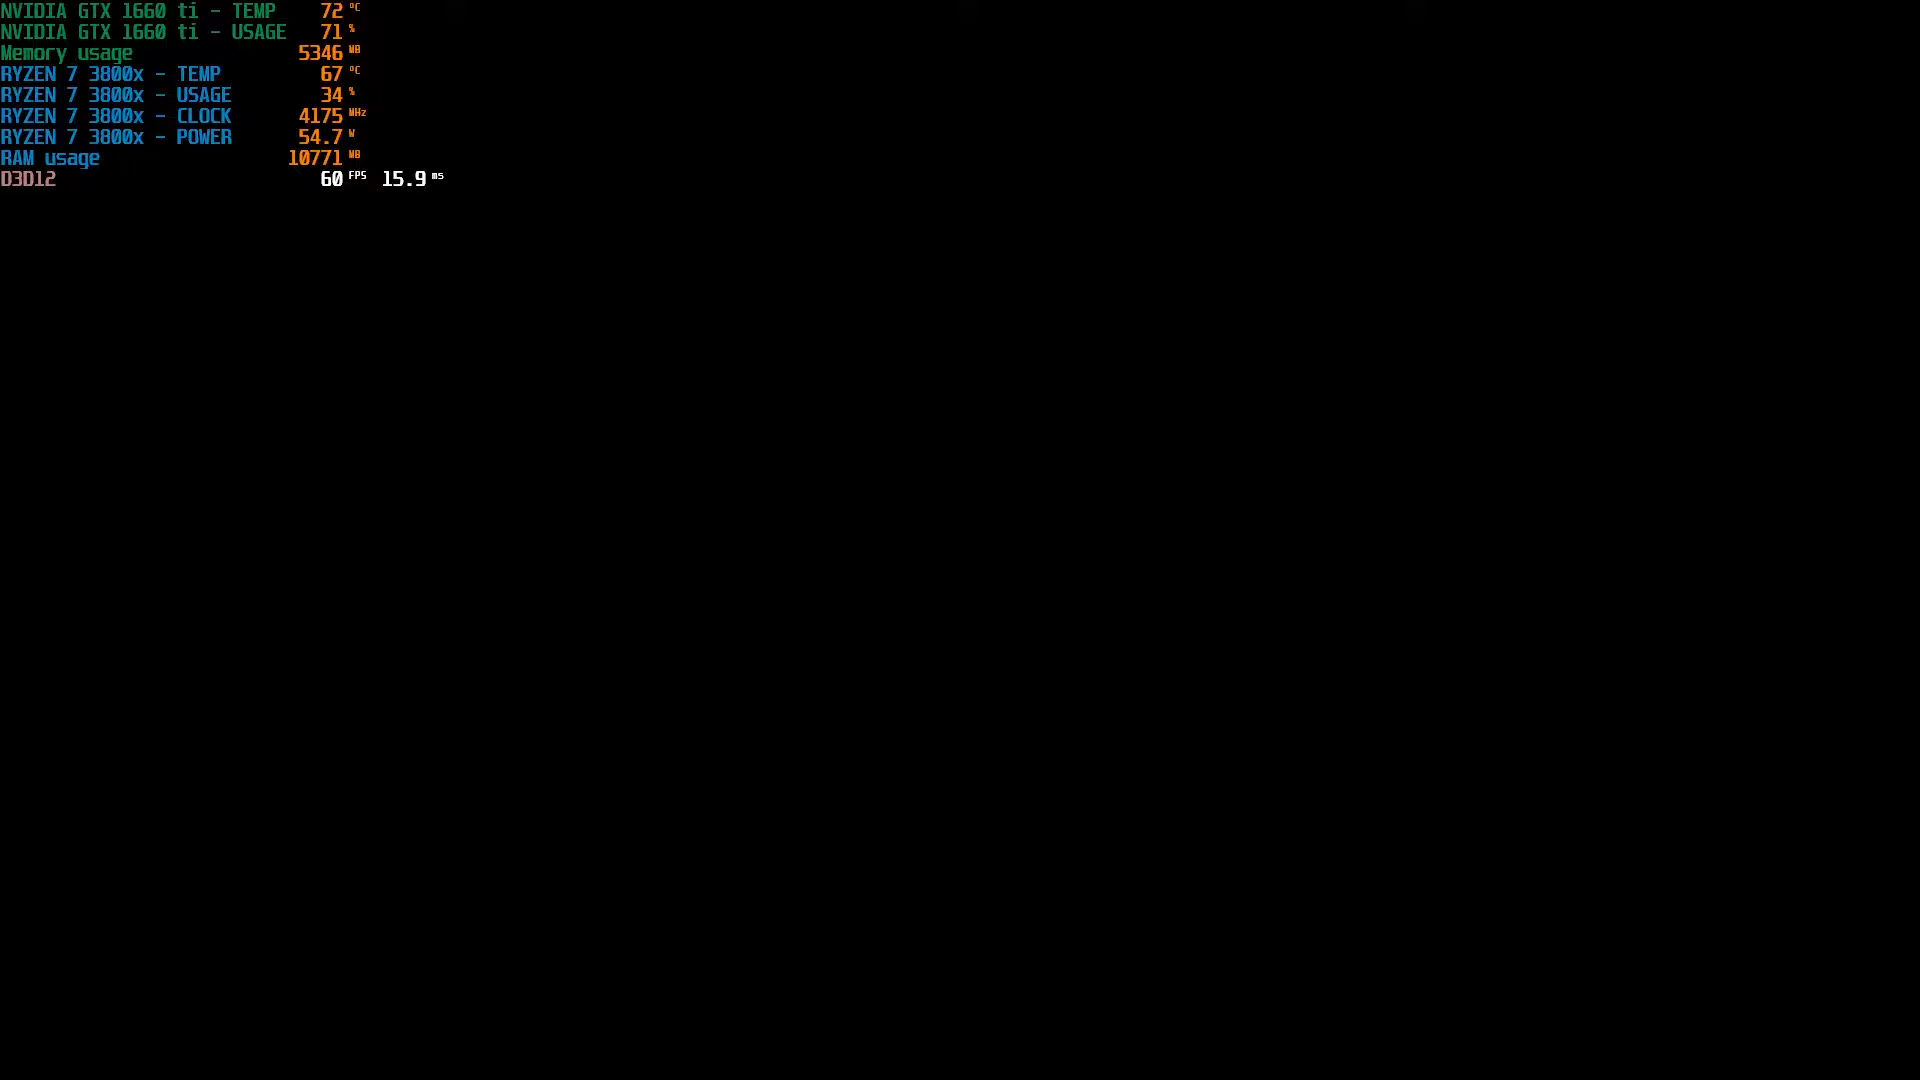 NVIDIA GTX 1660 ti - TEMP 72 °C
NVIDIA GTX 1660 ti - USAGE 71 %
Memory usage 5346 MB
RYZEN 7 3800x - TEMP 67 °C
RYZEN 7 3800x - USAGE 34 %
RYZEN 7 3800x - CLOCK 4175 MHz
RYZEN 7 3800x - POWER 54.7 W
RAM usage 10771 MB
D3D12 60 FPS 15.9 ms